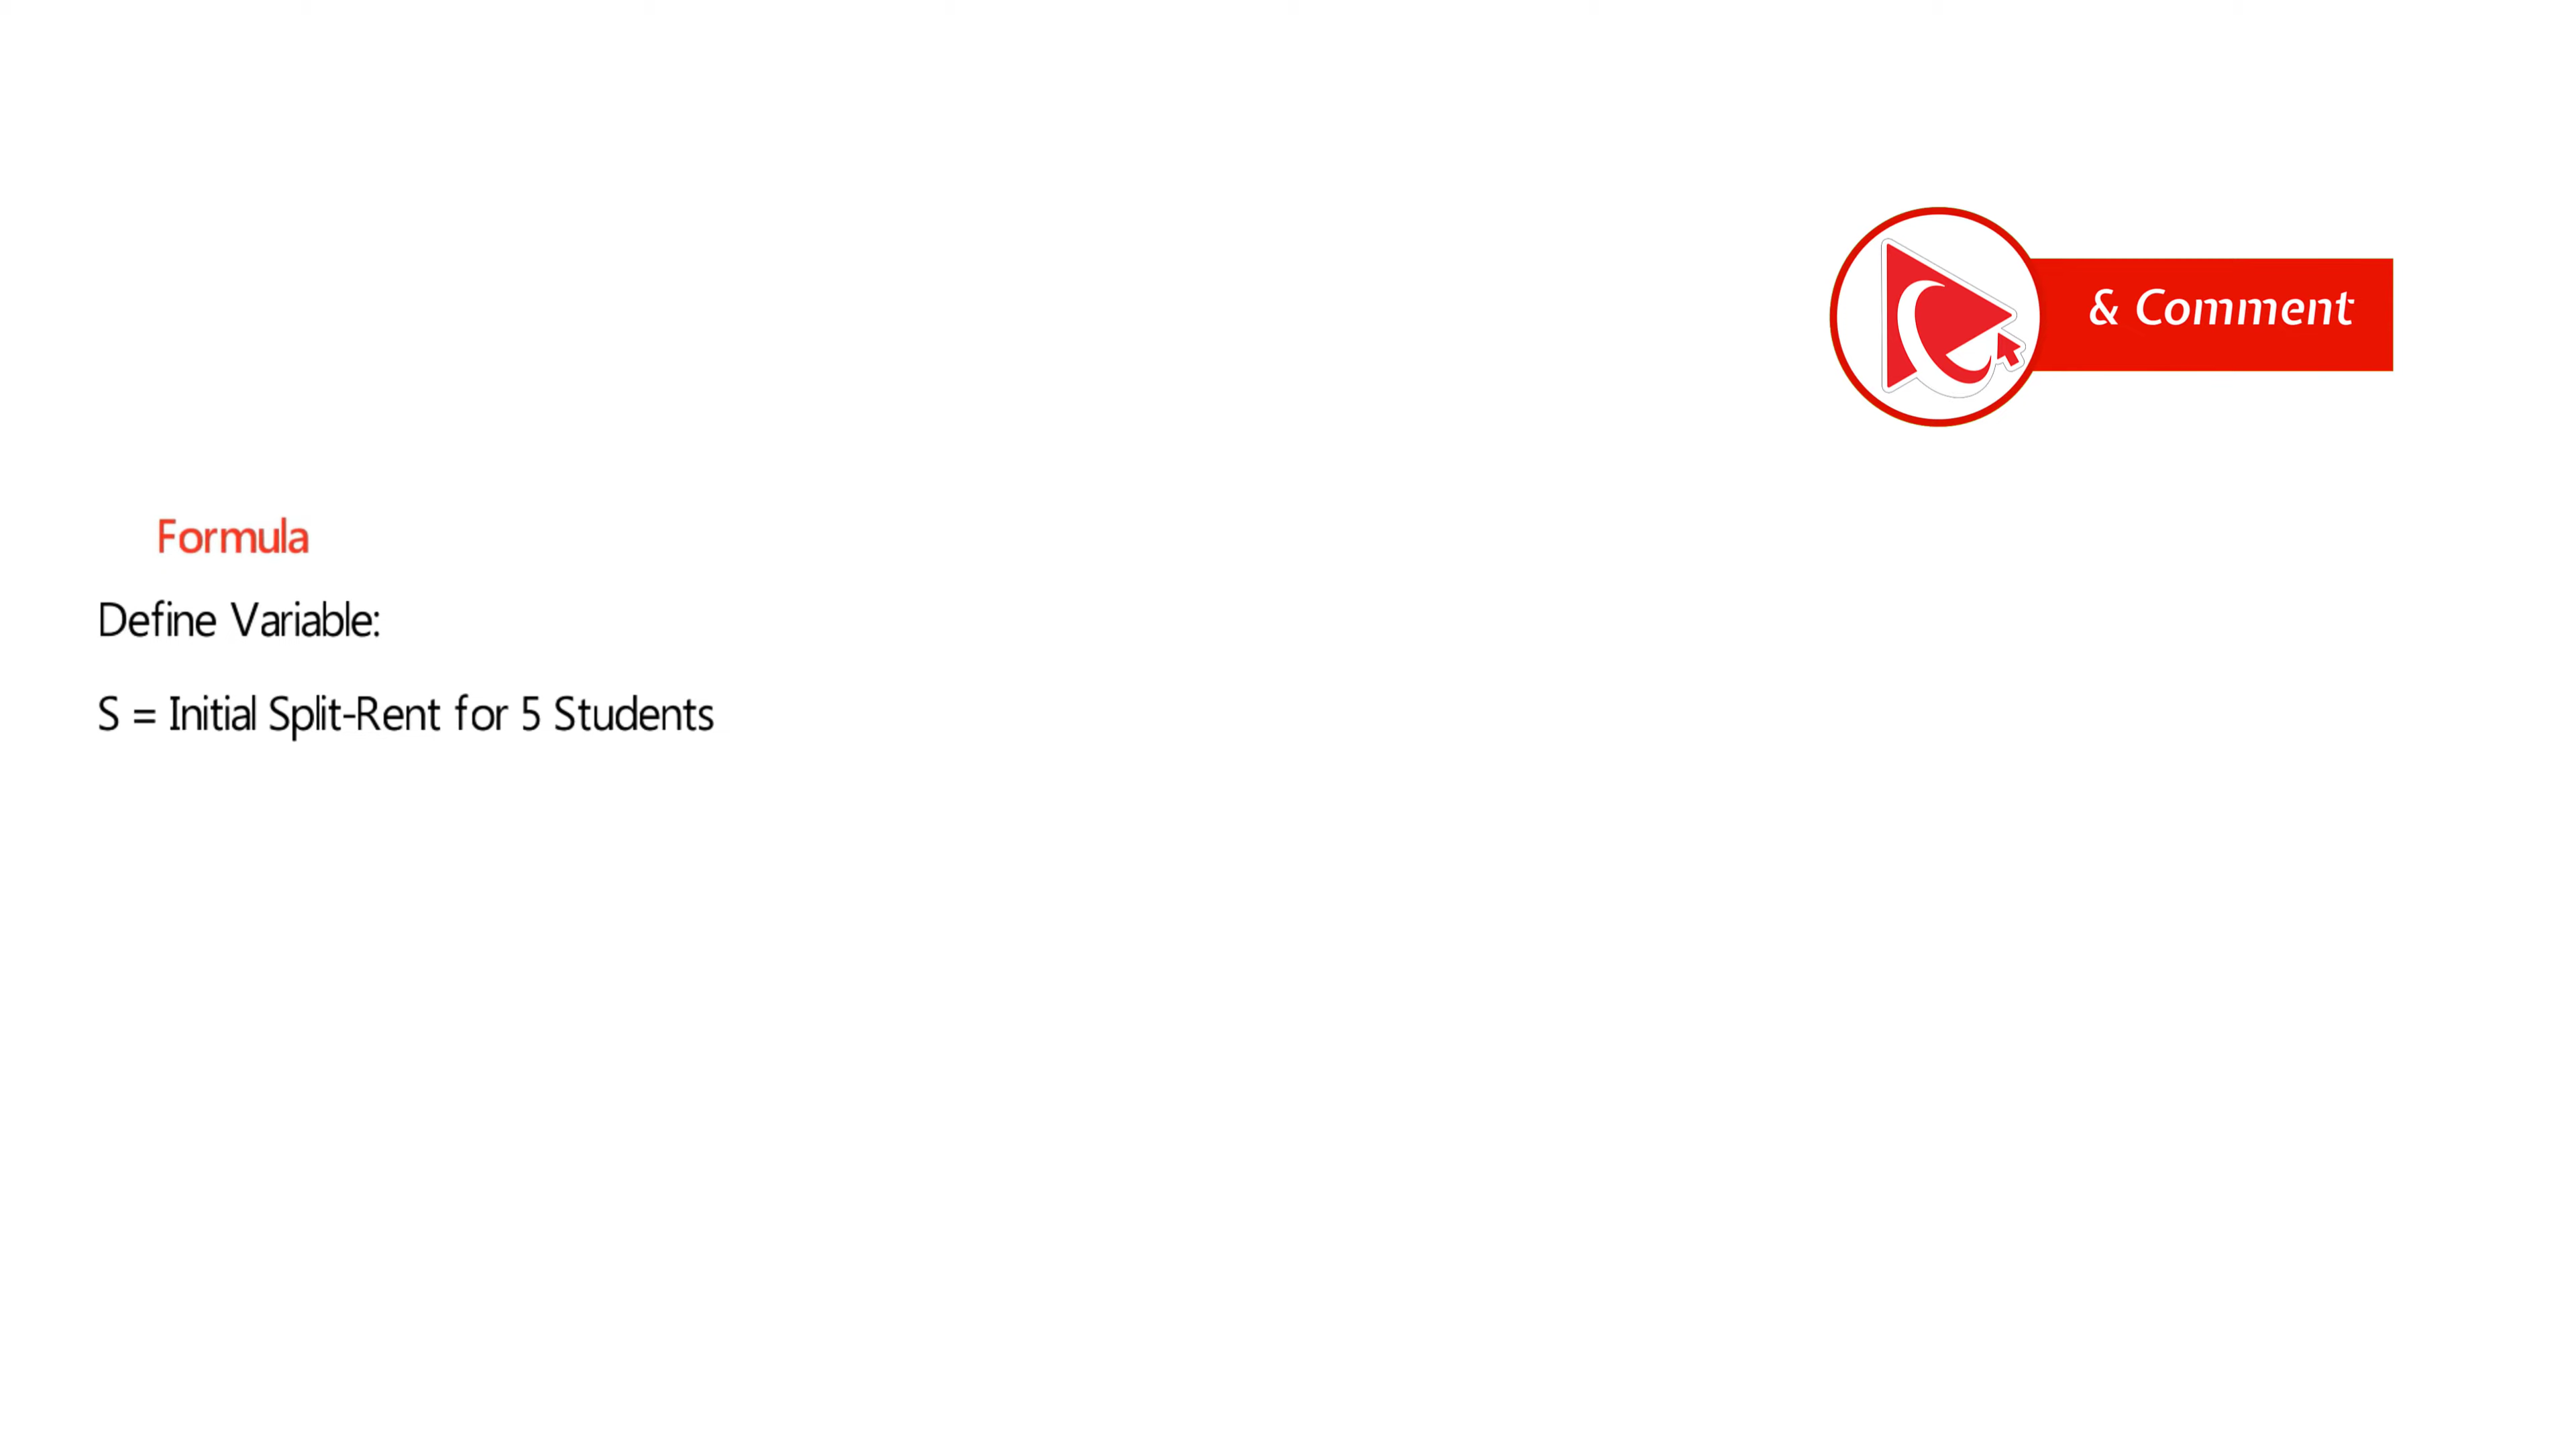 & Comment
Formula
Define Variable:
S = Initial Split-Rent for 5 Students